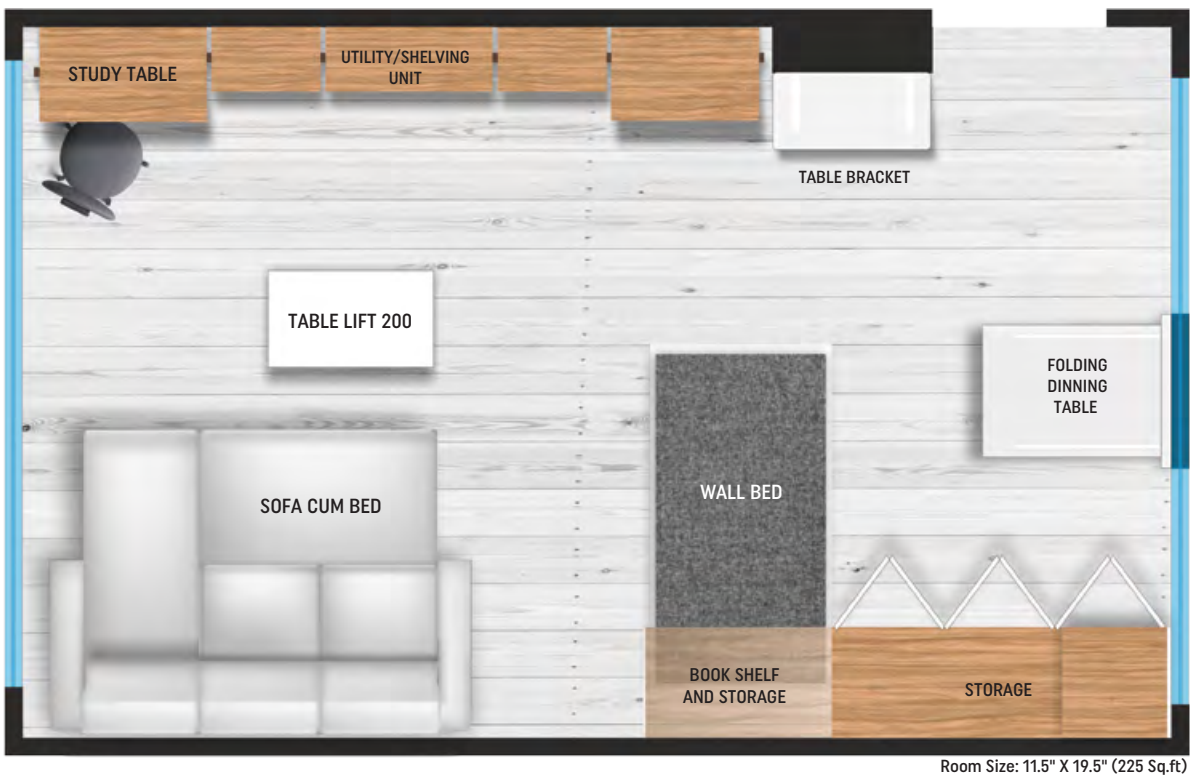 STUDY TABLE
UTILITY/SHELVING
UNIT
TABLE BRACKET
TABLE LIFT 200
FOLDING
DINNING
TABLE
SOFA CUM BED
WALL BED
BOOK SHELF
AND STORAGE
STORAGE
Room Size: 11.5" X 19.5" (225 Sq.ft)